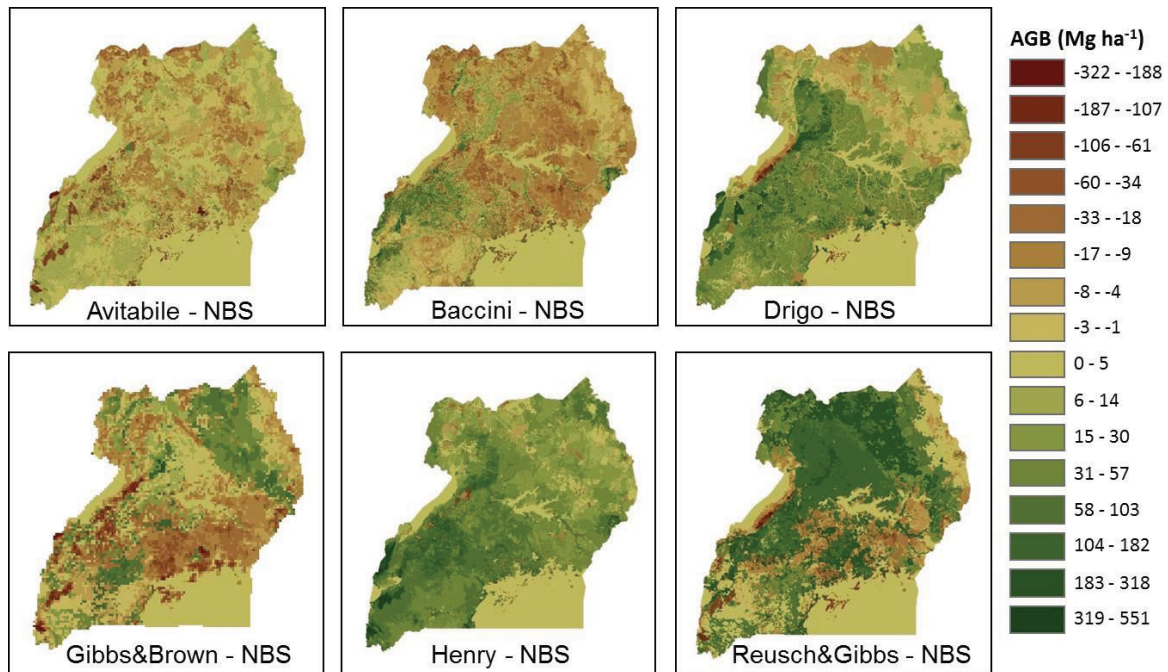 Avitabile - NBS
Baccini - NBS
Drigo - NBS
Gibbs&Brown - NBS
Henry - NBS
Reusch&Gibbs - NBS
AGB (Mg ha⁻¹)
-322 - -188
-187 - -107
-106 - -61
-60 - -34
-33 - -18
-17 - -9
-8 - -4
-3 - -1
0 - 5
6 - 14
15 - 30
31 - 57
58 - 103
104 - 182
183 - 318
319 - 551